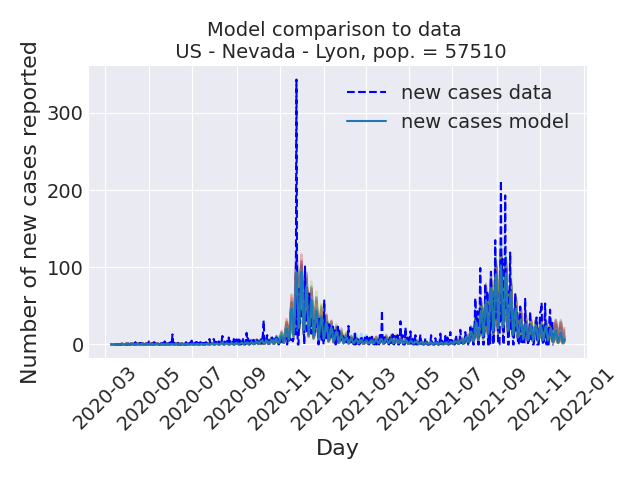 Model comparison to data
US - Nevada - Lyon, pop. = 57510
Number of new cases reported
300
200
100
0
new cases data
new cases model
2020-03
2020-05
2020-07
2020-09
2020-11
2021-01
2021-03
2021-05
2021-07
2021-09
2021-11
2022-01
Day